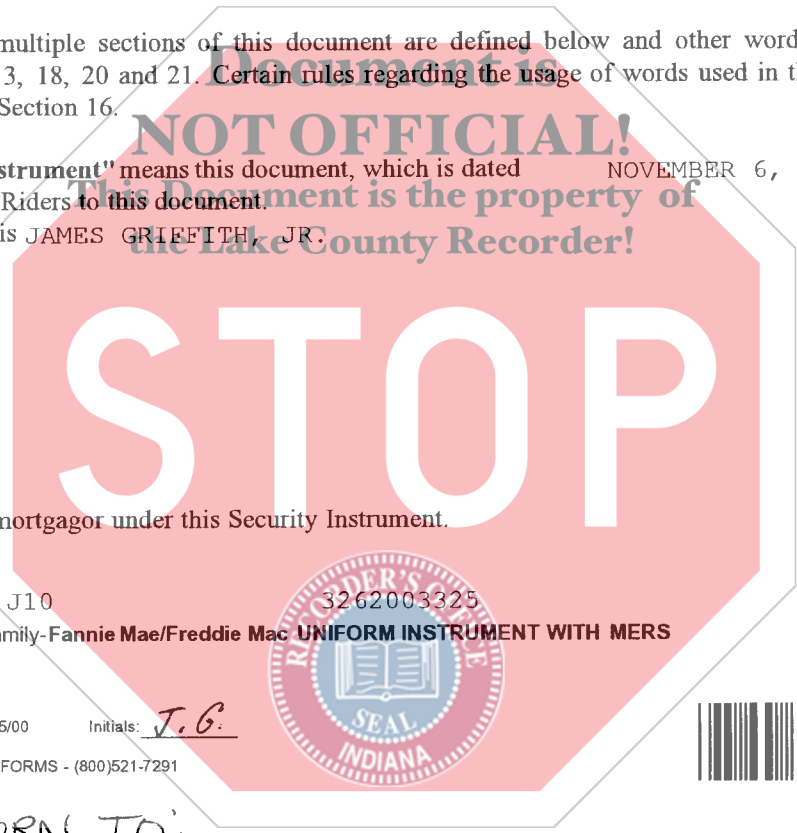 multiple sections of this document are defined below and other word
Document is
3, 18, 20 and 21. Certain rules regarding the usage of words used in t
Section 16.
NOT OFFICIAL!
strument" means this document, which is dated NOVEMBER 6,
This Document is the property of
Riders to this document.
is JAMES GRIFFITH, JR.
the Lake County Recorder!
STOP
mortgagor under this Security Instrument.
J10 3262003325
mily-Fannie Mae/Freddie Mac UNIFORM INSTRUMENT WITH MERS
RECORDER'S OFFICE
SEAL
INDIANA
5/00 Initials: J.G.
FORMS - (800)521-7291
TO: